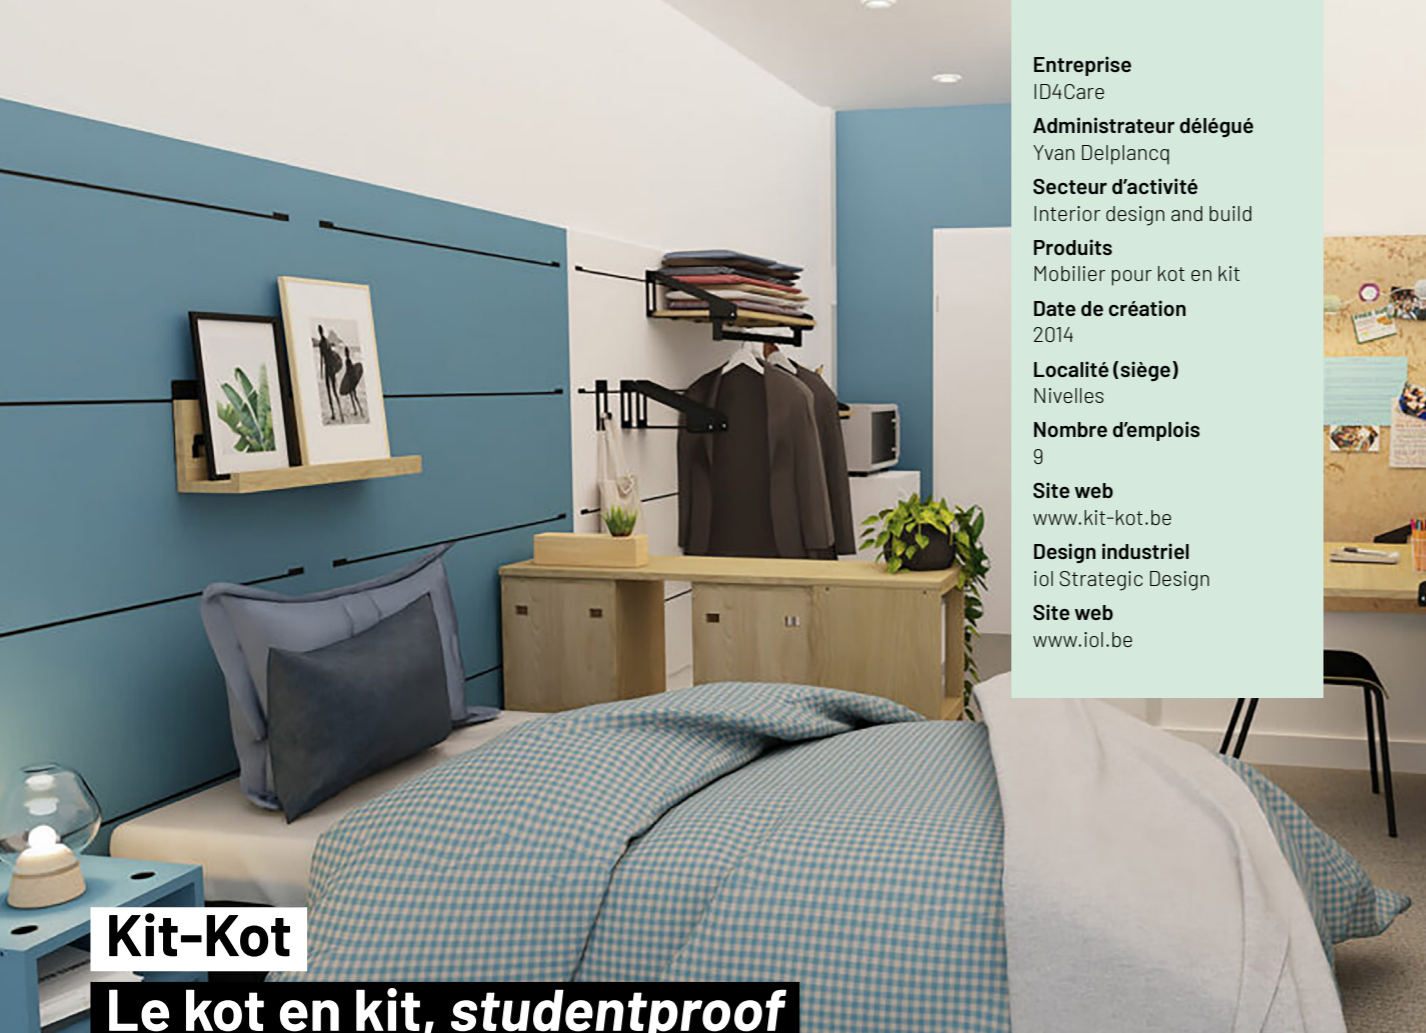 Entreprise
ID4Care
Administrateur délégué
Yvan Delplancq
Secteur d'activité
Interior design and build
Produits
Mobilier pour kot en kit
Date de création
2014
Localité (siège)
Nivelles
Nombre d'emplois
9
Site web
www.kit-kot.be
Design industriel
iol Strategic Design
Site web
www.iol.be
Kit-Kot
Le kot en kit, studentproof